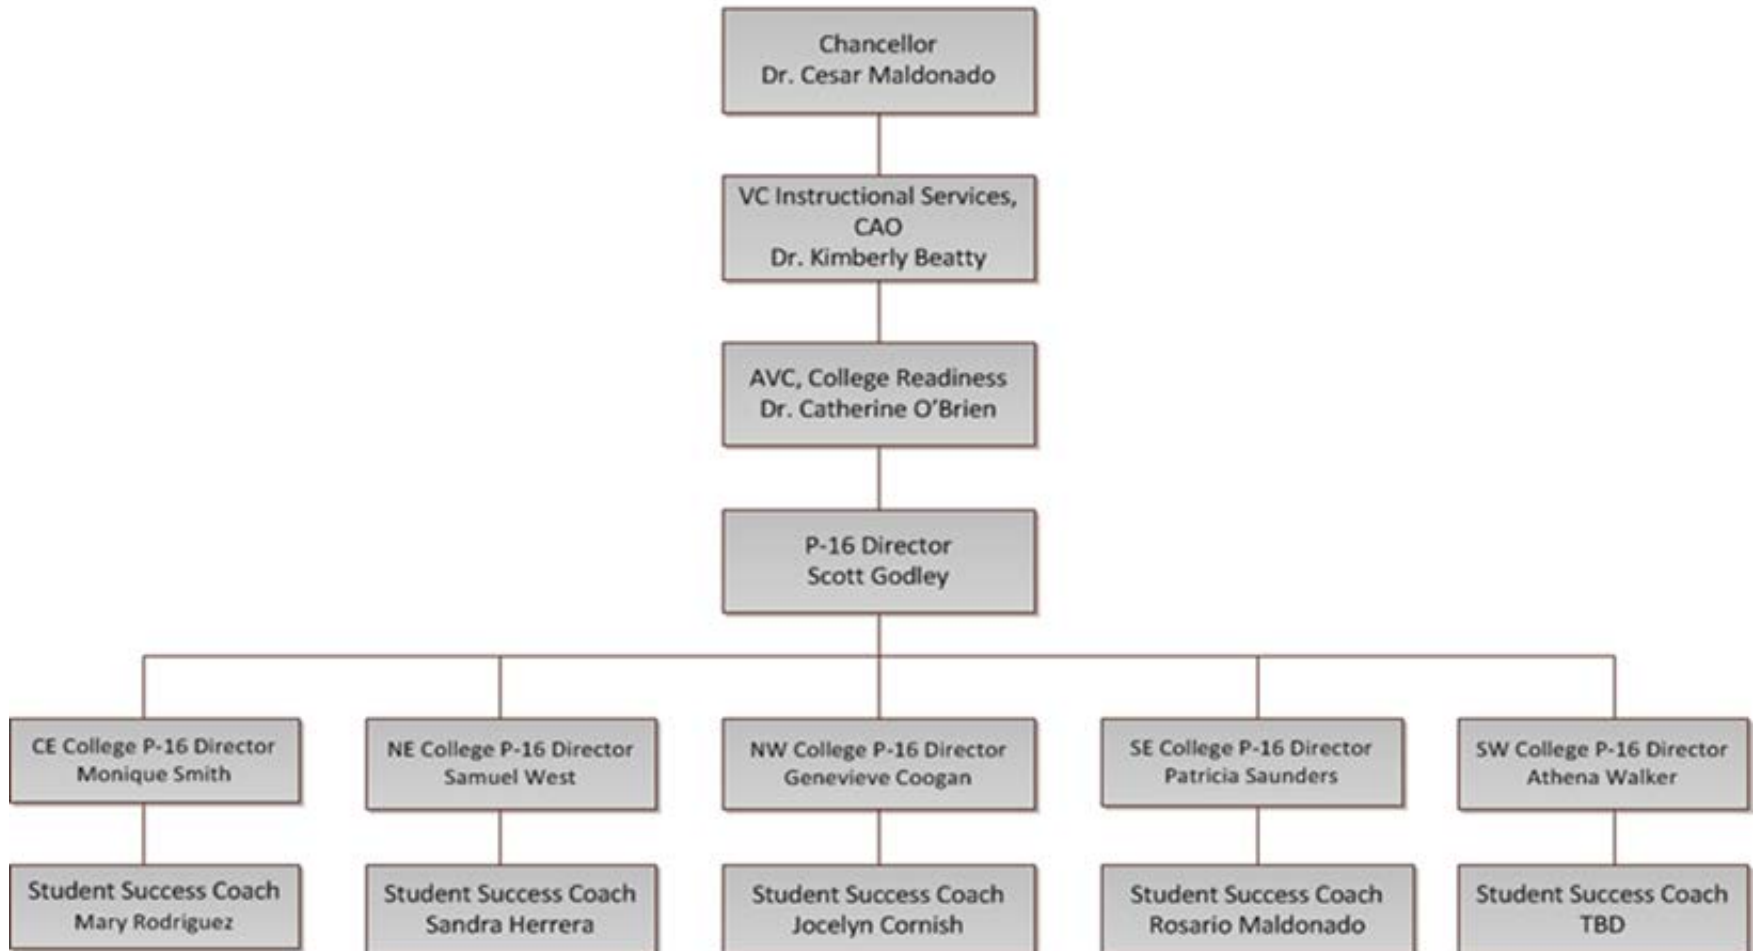 Chancellor
Dr. Cesar Maldonado
VC Instructional Services,
CAO
Dr. Kimberly Beatty
AVC, College Readiness
Dr. Catherine O’Brien
P-16 Director
Scott Godley
CE College P-16 Director
Monique Smith
NE College P-16 Director
Samuel West
NW College P-16 Director
Genevieve Coogan
SE College P-16 Director
Patricia Saunders
SW College P-16 Director
Athena Walker
Student Success Coach
Mary Rodriguez
Student Success Coach
Sandra Herrera
Student Success Coach
Jocelyn Cornish
Student Success Coach
Rosario Maldonado
Student Success Coach
TBD